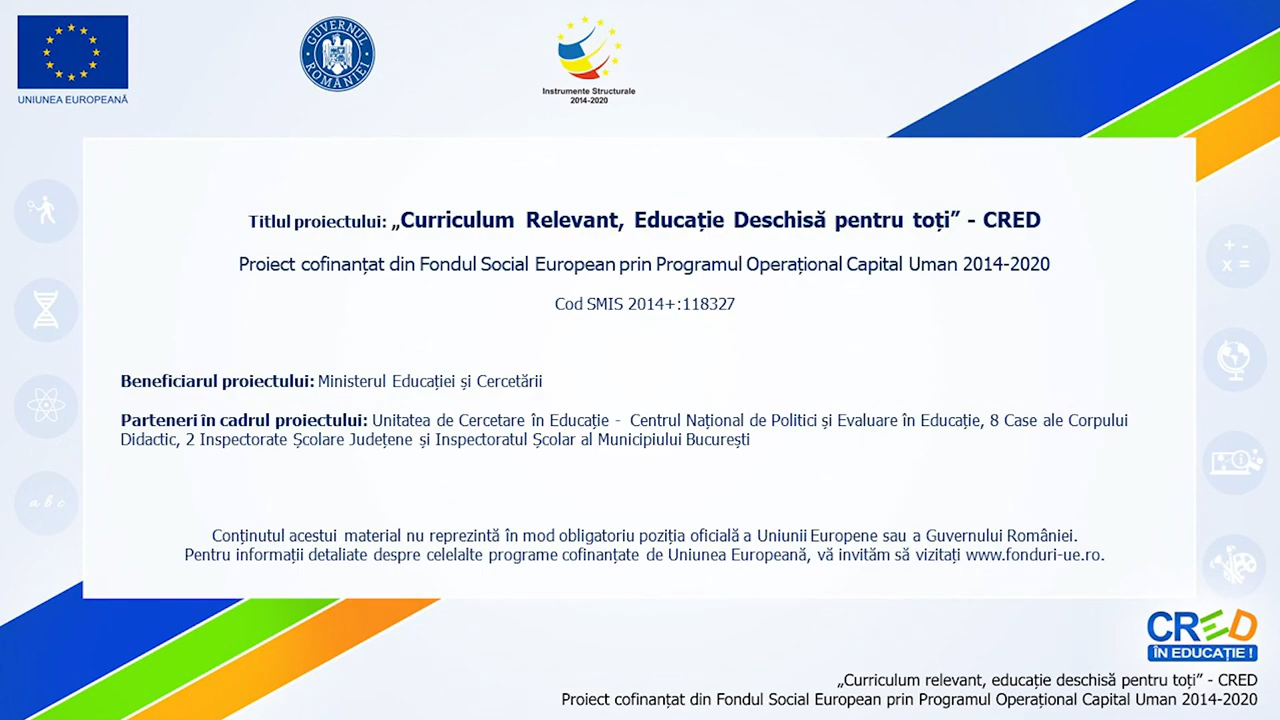 UNIUNEA EUROPEANĂ
GUVERNUL ROMÂNIEI
Instrumente Structurale
2014-2020
Titlul proiectului: „Curriculum Relevant, Educație Deschisă pentru toți” - CRED
Proiect cofinanțat din Fondul Social European prin Programul Operațional Capital Uman 2014-2020
Cod SMIS 2014+:118327
Beneficiarul proiectului: Ministerul Educației și Cercetării
Parteneri în cadrul proiectului: Unitatea de Cercetare în Educație - Centrul Național de Politici și Evaluare în Educație, 8 Case ale Corpului
Didactic, 2 Inspectorate Școlare Județene și Inspectoratul Școlar al Municipiului București
a b c
+ -
x =
Conținutul acestui material nu reprezintă în mod obligatoriu poziția oficială a Uniunii Europene sau a Guvernului României.
Pentru informații detaliate despre celelalte programe cofinanțate de Uniunea Europeană, vă invităm să vizitați www.fonduri-ue.ro.
CRED
ÎN EDUCAȚIE !
„Curriculum relevant, educație deschisă pentru toți” - CRED
Proiect cofinanțat din Fondul Social European prin Programul Operațional Capital Uman 2014-2020